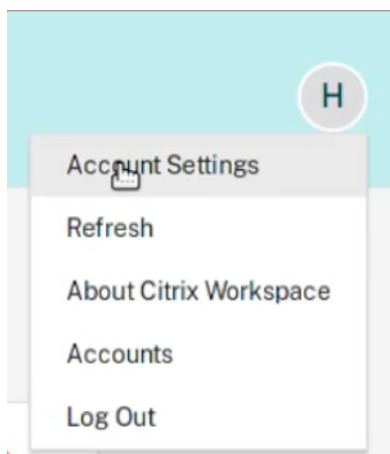 H
Account Settings
Refresh
About Citrix Workspace
Accounts
Log Out